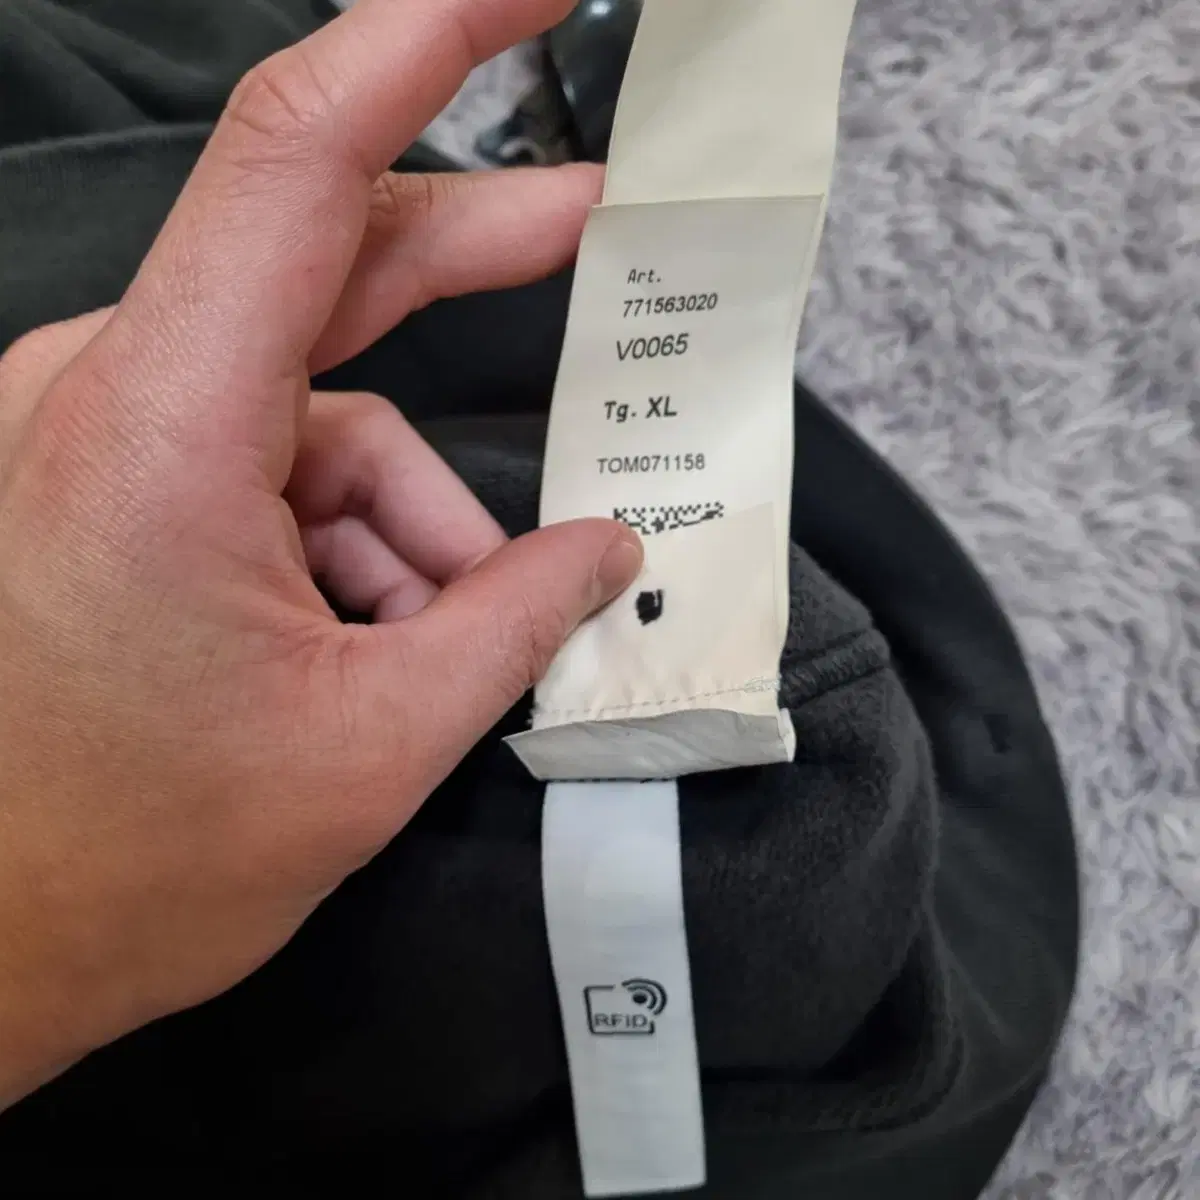 Art.
771563020
V0065
Tg. XL
TOM071158
RFID